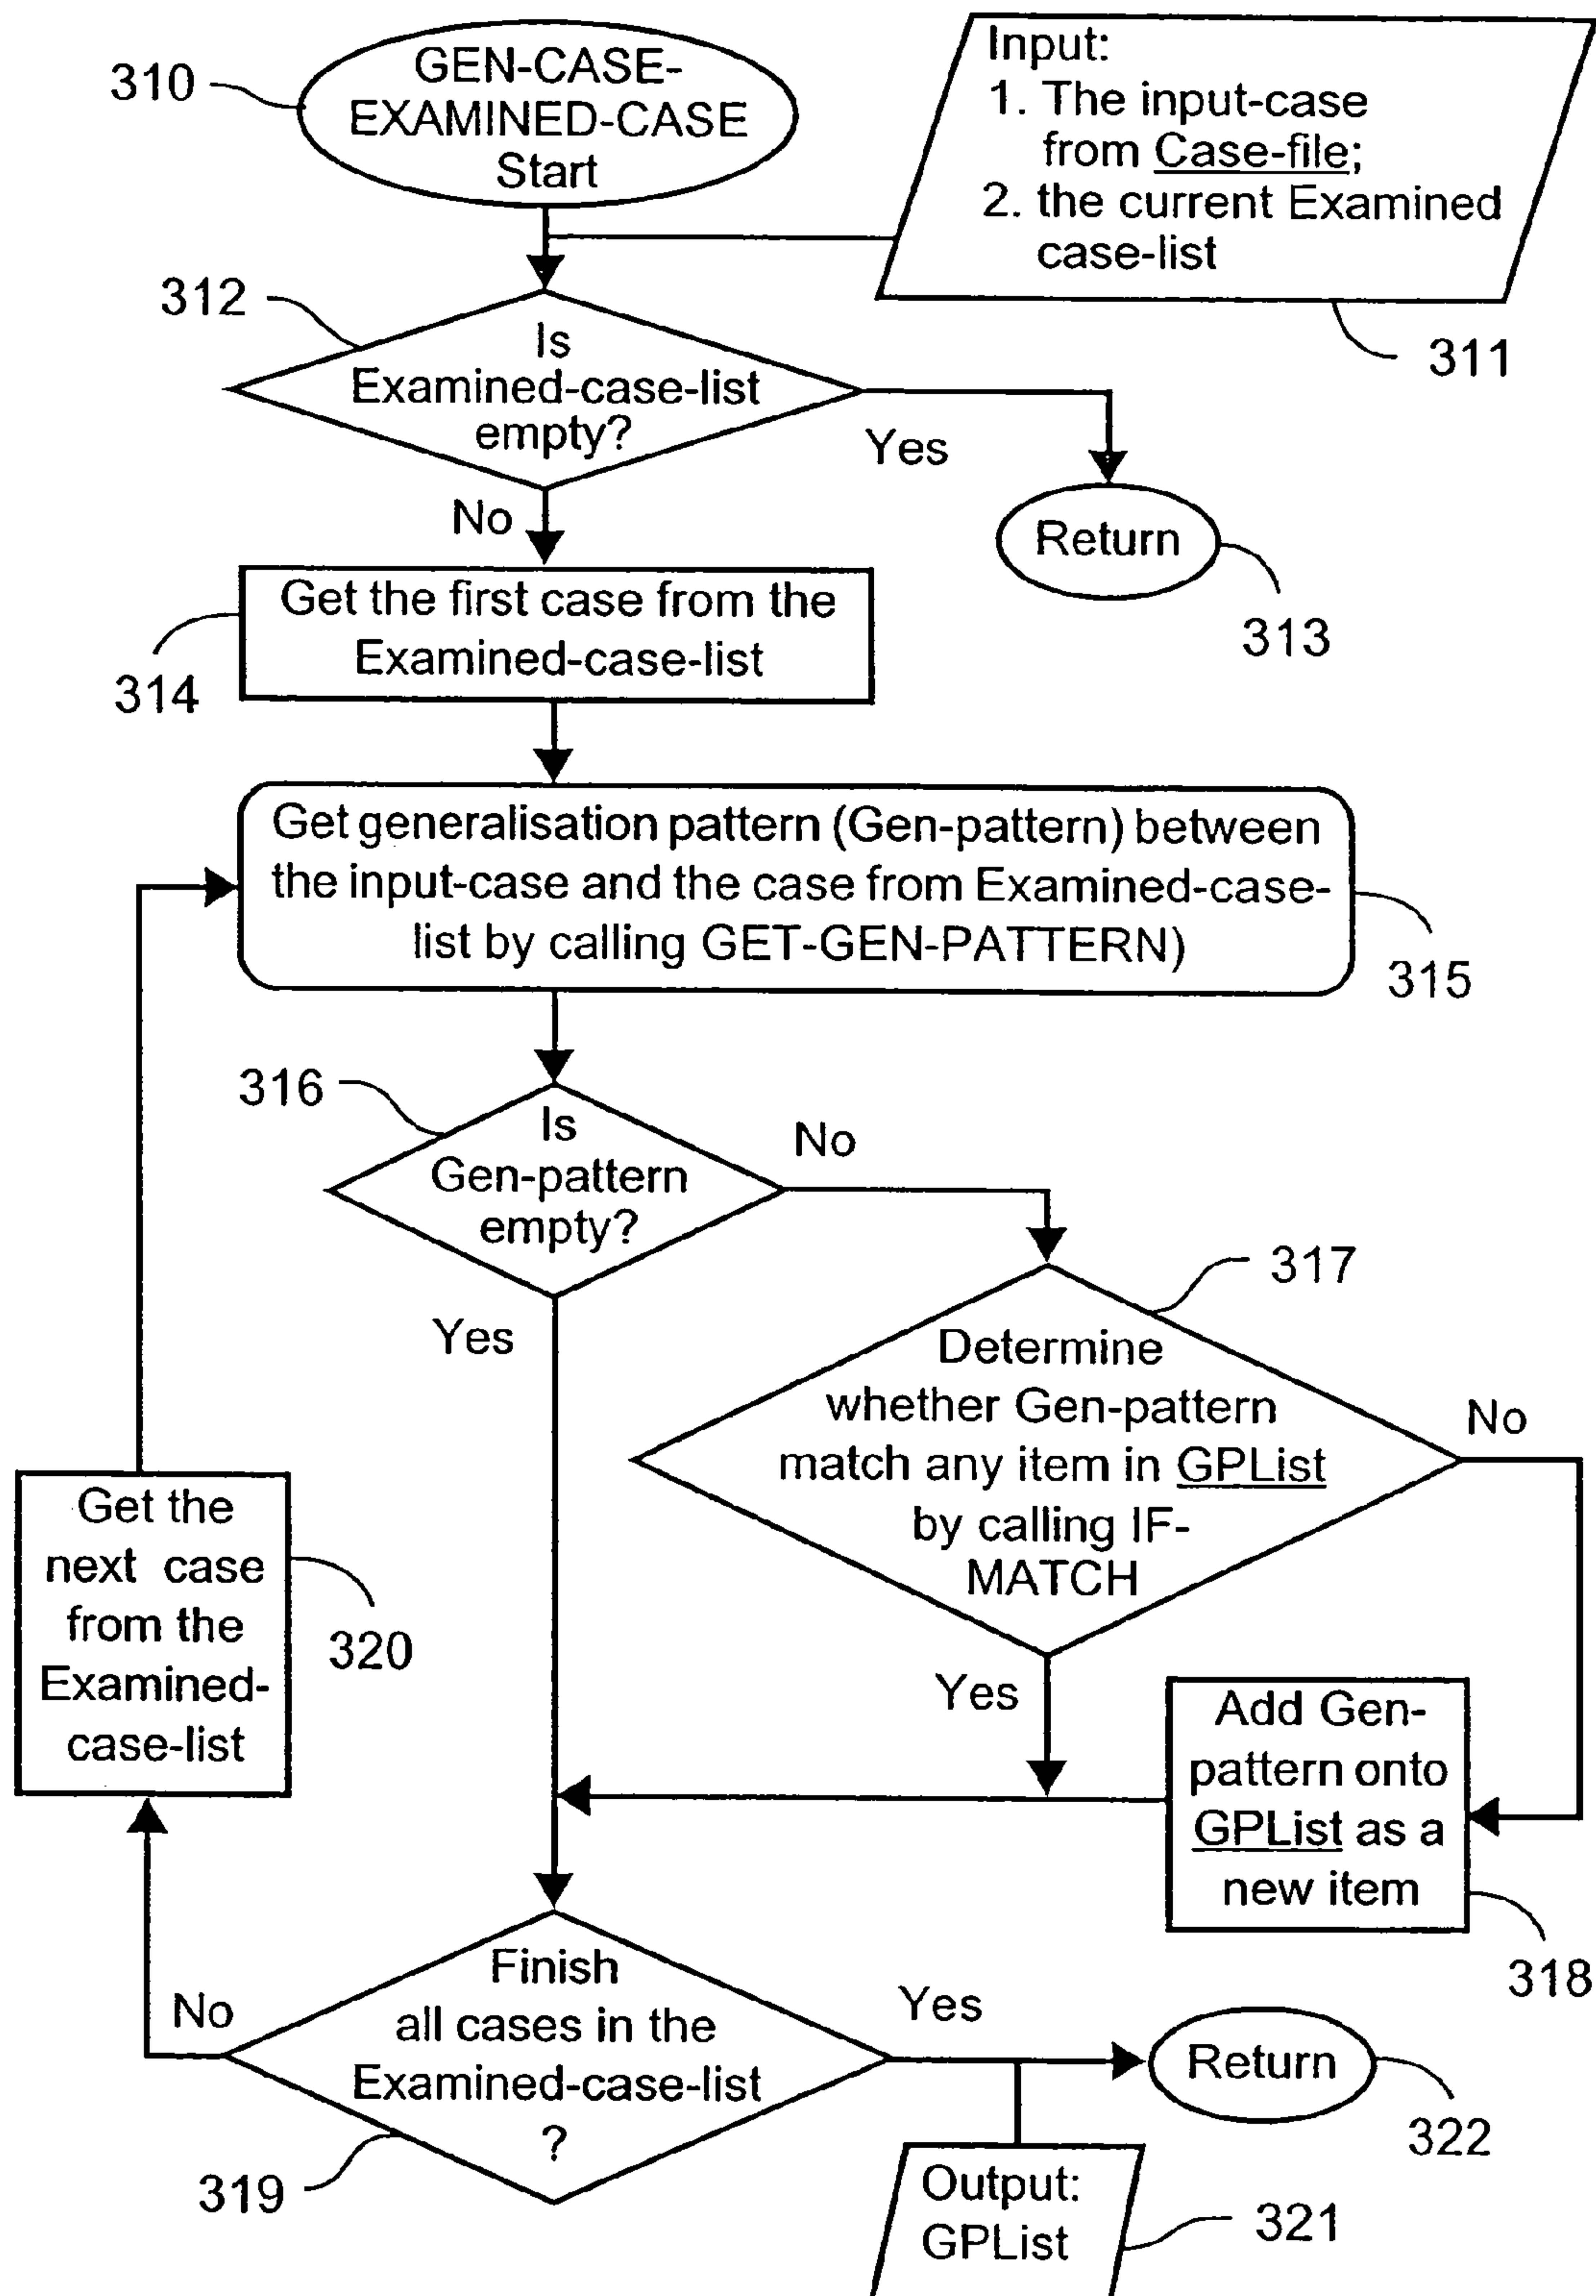 310
GEN-CASE-
EXAMINED-CASE
Start
Input:
1. The input-case
from Case-file;
2. the current Examined
case-list
311
312
Is
Examined-case-list
empty?
Yes
No
Return
313
Get the first case from the
Examined-case-list
314
Get generalisation pattern (Gen-pattern) between
the input-case and the case from Examined-case-
list by calling GET-GEN-PATTERN)
315
316
Is
Gen-pattern
empty?
No
Yes
317
Determine
whether Gen-pattern
match any item in GPList
by calling IF-
MATCH
No
Yes
Get the
next case
from the
Examined-
case-list
320
Add Gen-
pattern onto
GPList as a
new item
318
Finish
all cases in the
Examined-case-list
?
No
Yes
319
Return
322
Output:
GPList
321